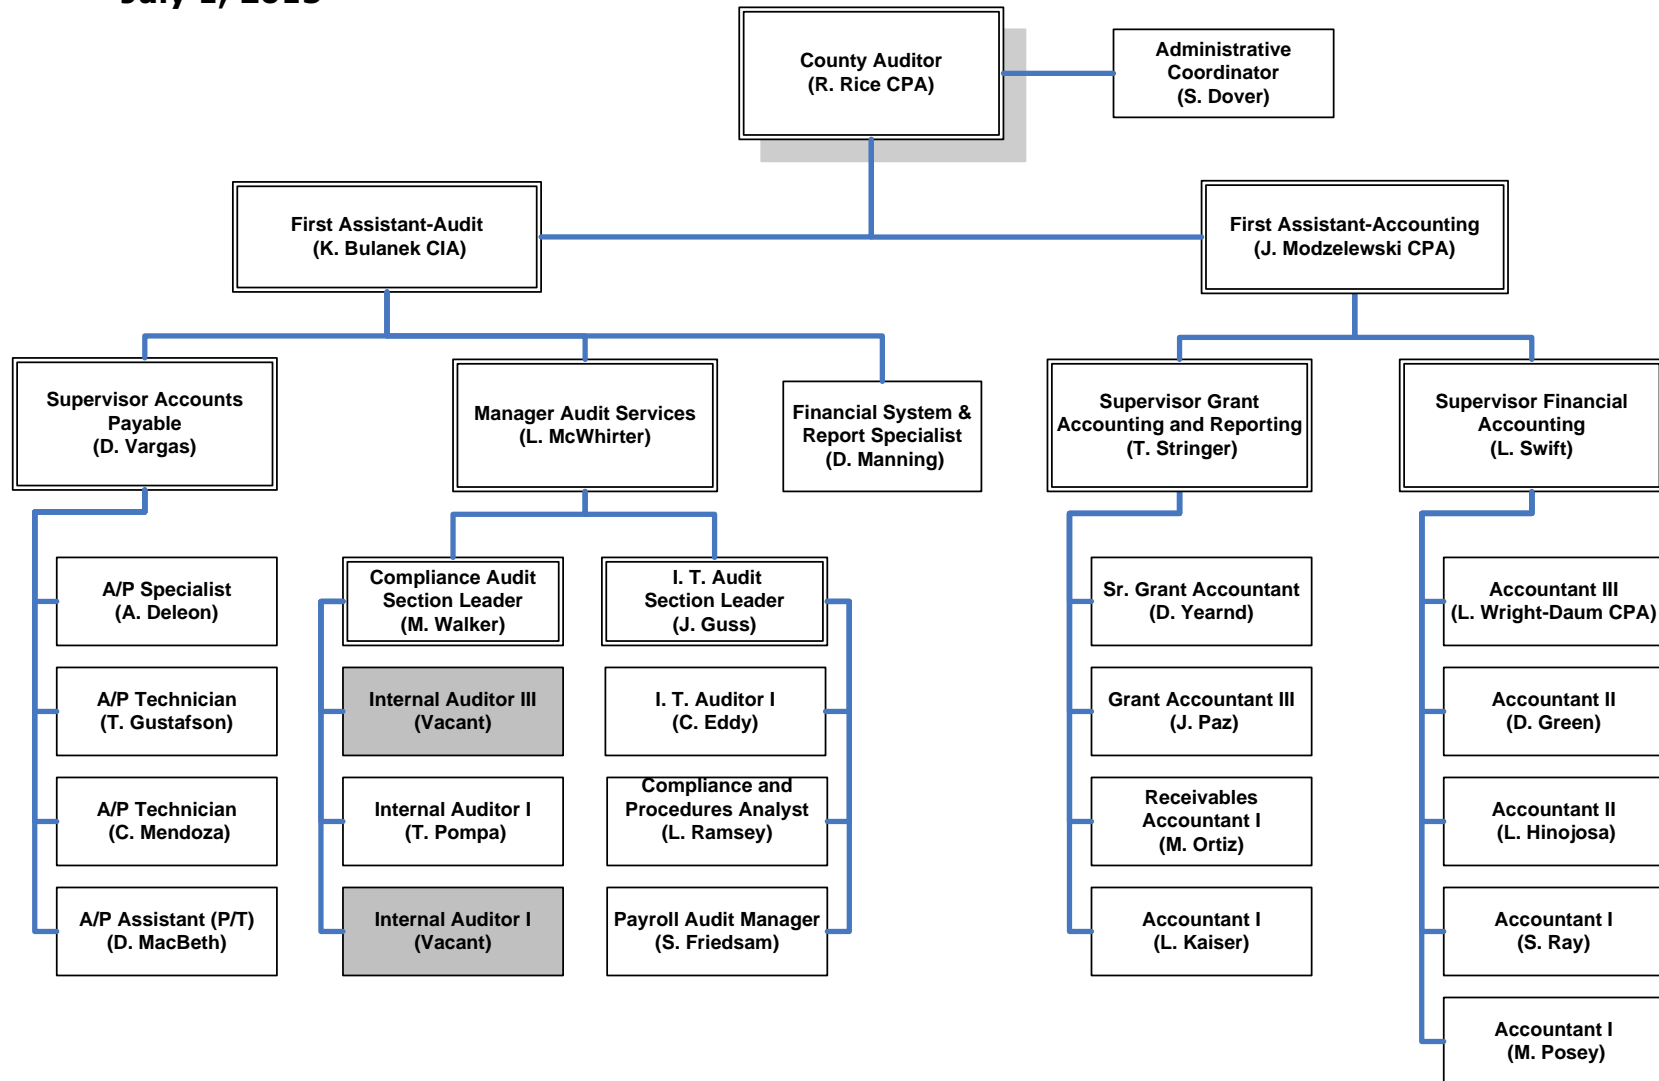 County Auditor
(R. Rice CPA)
Administrative
Coordinator
(S. Dover)
First Assistant-Audit
(K. Bulanek CIA)
First Assistant-Accounting
(J. Modzelewski CPA)
Supervisor Accounts
Payable
(D. Vargas)
Manager Audit Services
(L. McWhirter)
Financial System &
Report Specialist
(D. Manning)
Supervisor Grant
Accounting and Reporting
(T. Stringer)
Supervisor Financial
Accounting
(L. Swift)
A/P Specialist
(A. Deleon)
Compliance Audit
Section Leader
(M. Walker)
I. T. Audit
Section Leader
(J. Guss)
Sr. Grant Accountant
(D. Yearnd)
Accountant III
(L. Wright-Daum CPA)
A/P Technician
(T. Gustafson)
Internal Auditor III
(Vacant)
I. T. Auditor I
(C. Eddy)
Grant Accountant III
(J. Paz)
Accountant II
(D. Green)
A/P Technician
(C. Mendoza)
Internal Auditor I
(T. Pompa)
Compliance and
Procedures Analyst
(L. Ramsey)
Receivables
Accountant I
(M. Ortiz)
Accountant II
(L. Hinojosa)
A/P Assistant (P/T)
(D. MacBeth)
Internal Auditor I
(Vacant)
Payroll Audit Manager
(S. Friedsam)
Accountant I
(L. Kaiser)
Accountant I
(S. Ray)
Accountant I
(M. Posey)